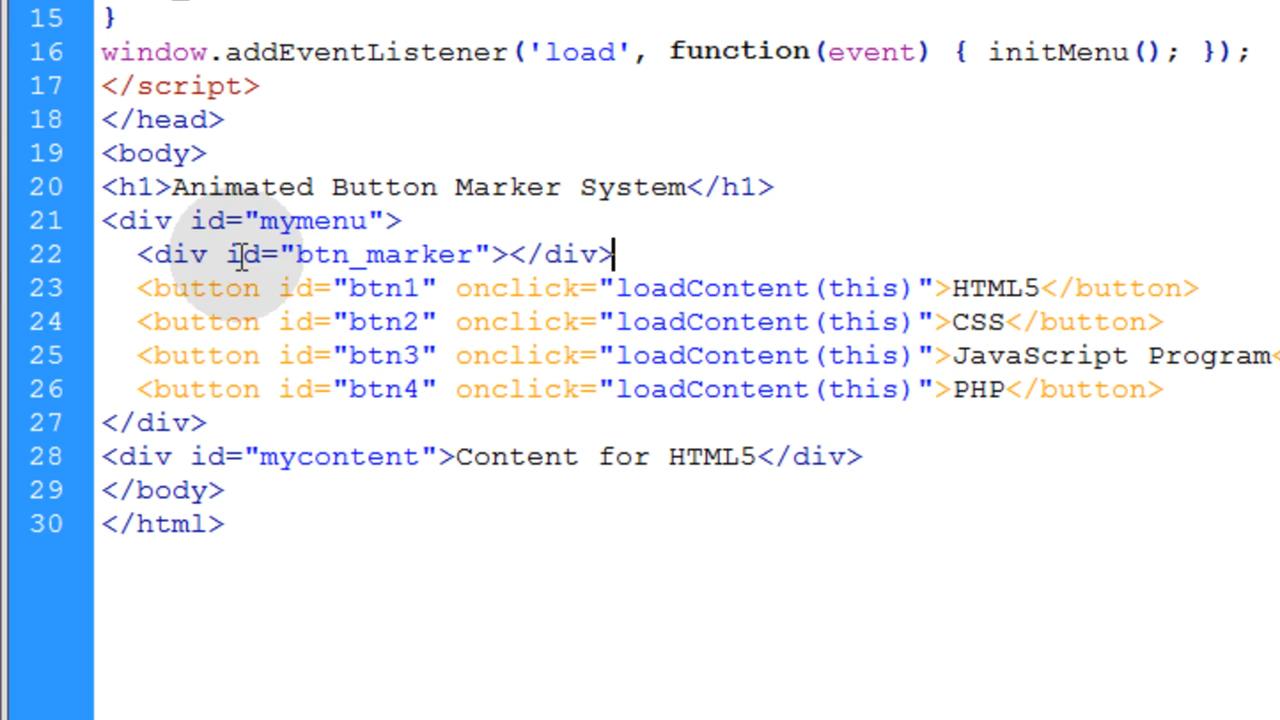 15 }
16 window.addEventListener('load', function(event) { initMenu(); });
17 </script>
18 </head>
19 <body>
20 <h1>Animated Button Marker System</h1>
21 <div id="mymenu">
22   <div id="btn_marker"></div>
23   <button id="btn1" onclick="loadContent(this)">HTML5</button>
24   <button id="btn2" onclick="loadContent(this)">CSS</button>
25   <button id="btn3" onclick="loadContent(this)">JavaScript Program<
26   <button id="btn4" onclick="loadContent(this)">PHP</button>
27 </div>
28 <div id="mycontent">Content for HTML5</div>
29 </body>
30 </html>